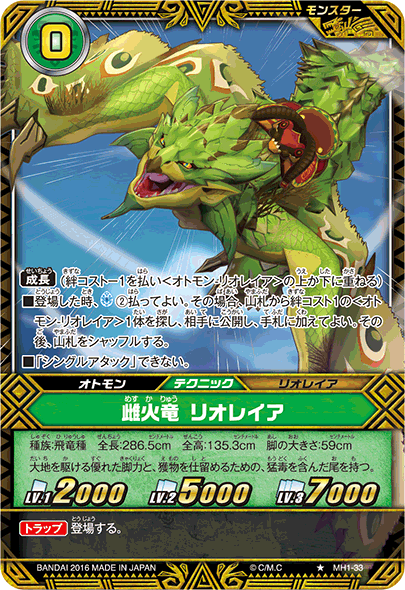 0
モンスター
成長 (絆コスト-1を払い<オトモン-リオレイア>の上か下に重ねる)
■登場した時、②払ってよい。その場合、山札から絆コスト1の<オト
モン-リオレイア>1体を探し、相手に公開し、手札に加えてよい。その
後、山札をシャッフルする。
■「シングルアタック」できない。
オトモン テクニック リオレイア
めすかりゅう
雌火竜 リオレイア
種族:飛竜種 全長:286.5cm 全高:135.3cm 脚の大きさ:59cm
大地を駆ける優れた脚力と、獲物を仕留めるための、猛毒を含んだ尾を持つ。
LV.1 2000 LV.2 5000 LV.3 7000
トラップ 登場する。
BANDAI 2016 MADE IN JAPAN ©C/M.C ★ MH1-33